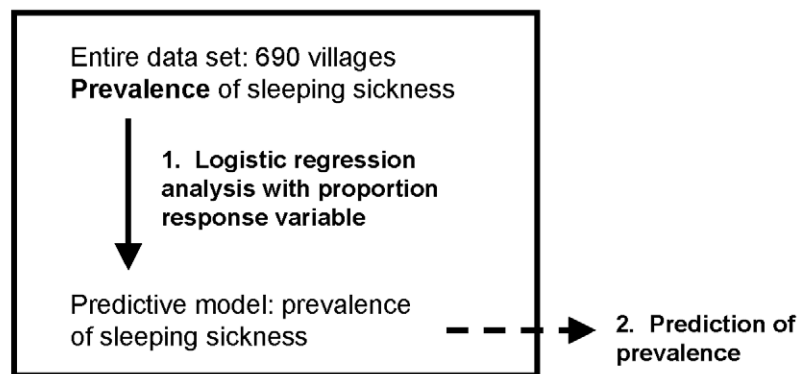 Entire data set: 690 villages
Prevalence of sleeping sickness
1. Logistic regression
analysis with proportion
response variable
Predictive model: prevalence
of sleeping sickness
2. Prediction of
prevalence